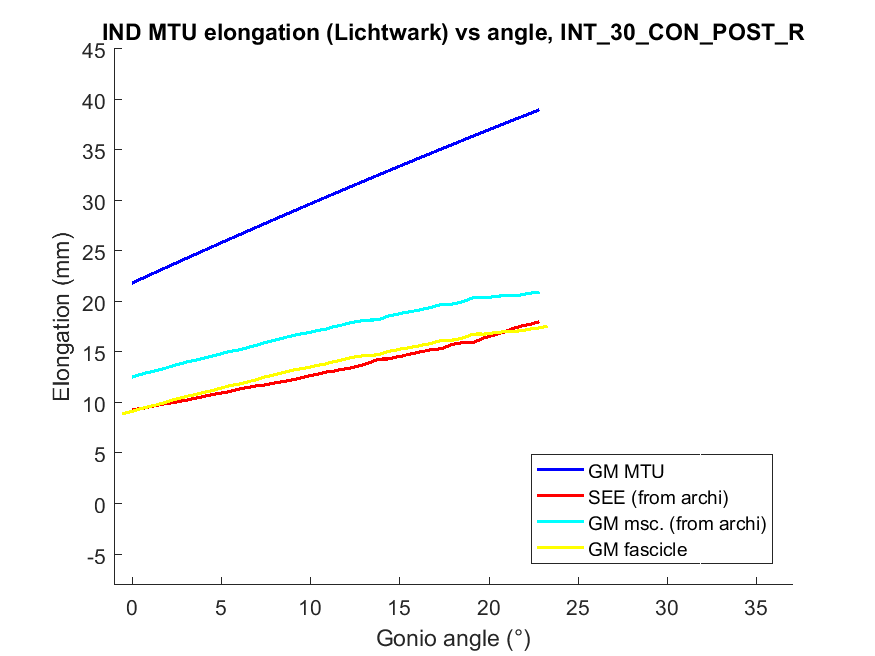 IND MTU elongation (Lichtwark) vs angle, INT_30_CON_POST_R
45
40
35
30
25
20
15
10
5
0
-5
Elongation (mm)
0 5 10 15 20 25 30 35
Gonio angle (°)
GM MTU
SEE (from archi)
GM msc. (from archi)
GM fascicle